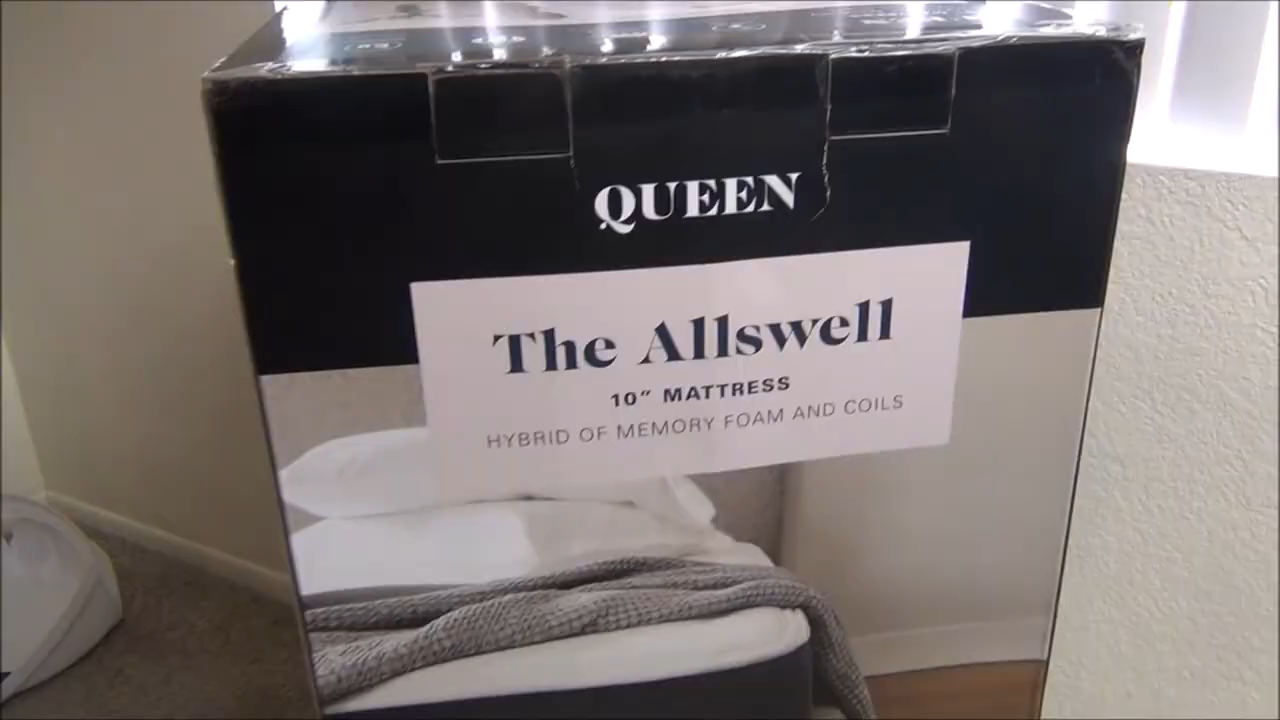 QUEEN
The Allswell
10" MATTRESS
HYBRID OF MEMORY FOAM AND COILS